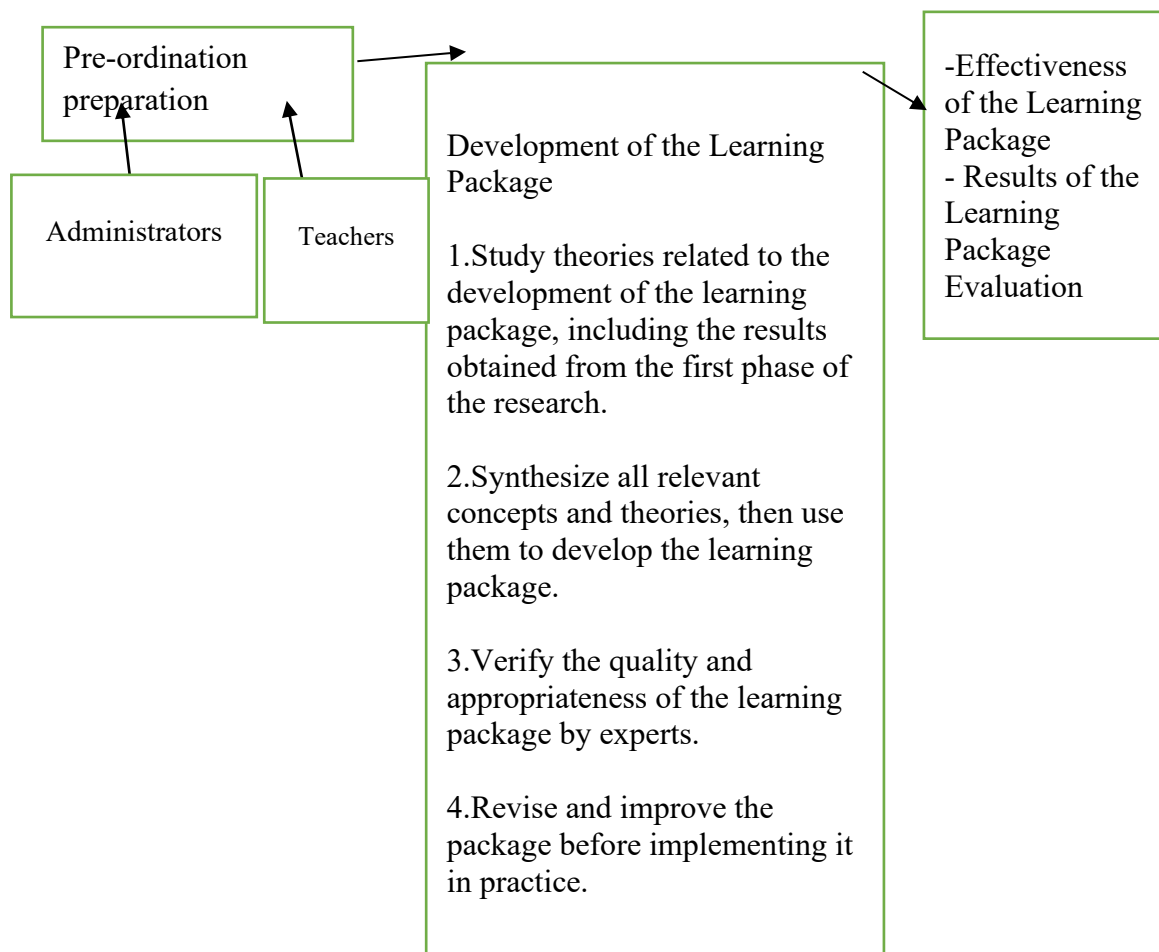 Pre-ordination
preparation
Administrators
Teachers
Development of the Learning
Package
1.Study theories related to the
development of the learning
package, including the results
obtained from the first phase of
the research.
2.Synthesize all relevant
concepts and theories, then use
them to develop the learning
package.
3.Verify the quality and
appropriateness of the learning
package by experts.
4.Revise and improve the
package before implementing it
in practice.
-Effectiveness
of the Learning
Package
- Results of the
Learning
Package
Evaluation